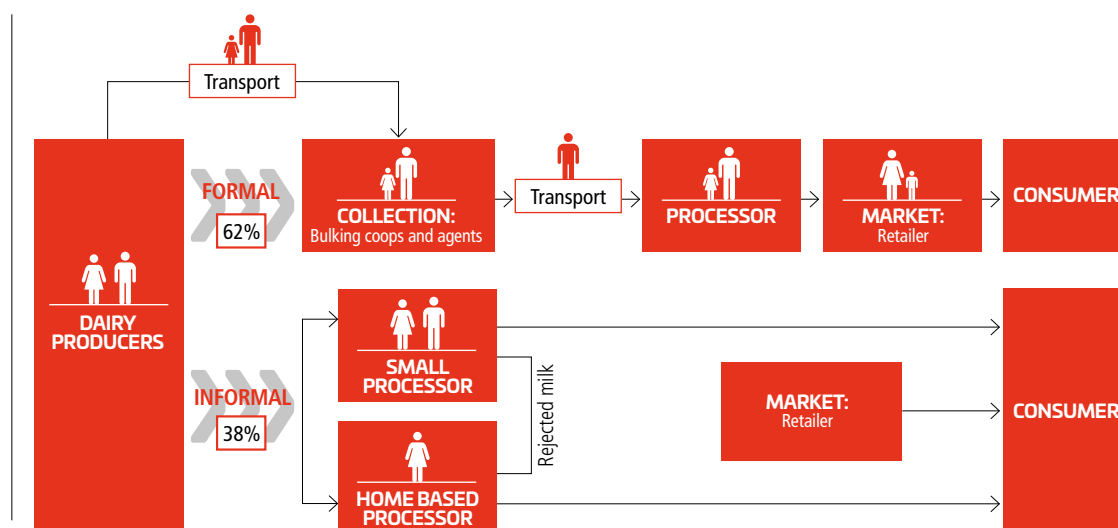 Transport
FORMAL
62%
COLLECTION:
Bulking coops and agents
Transport
PROCESSOR
MARKET:
Retailer
CONSUMER
DAIRY
PRODUCERS
INFORMAL
38%
SMALL
PROCESSOR
Rejected milk
HOME BASED
PROCESSOR
MARKET:
Retailer
CONSUMER